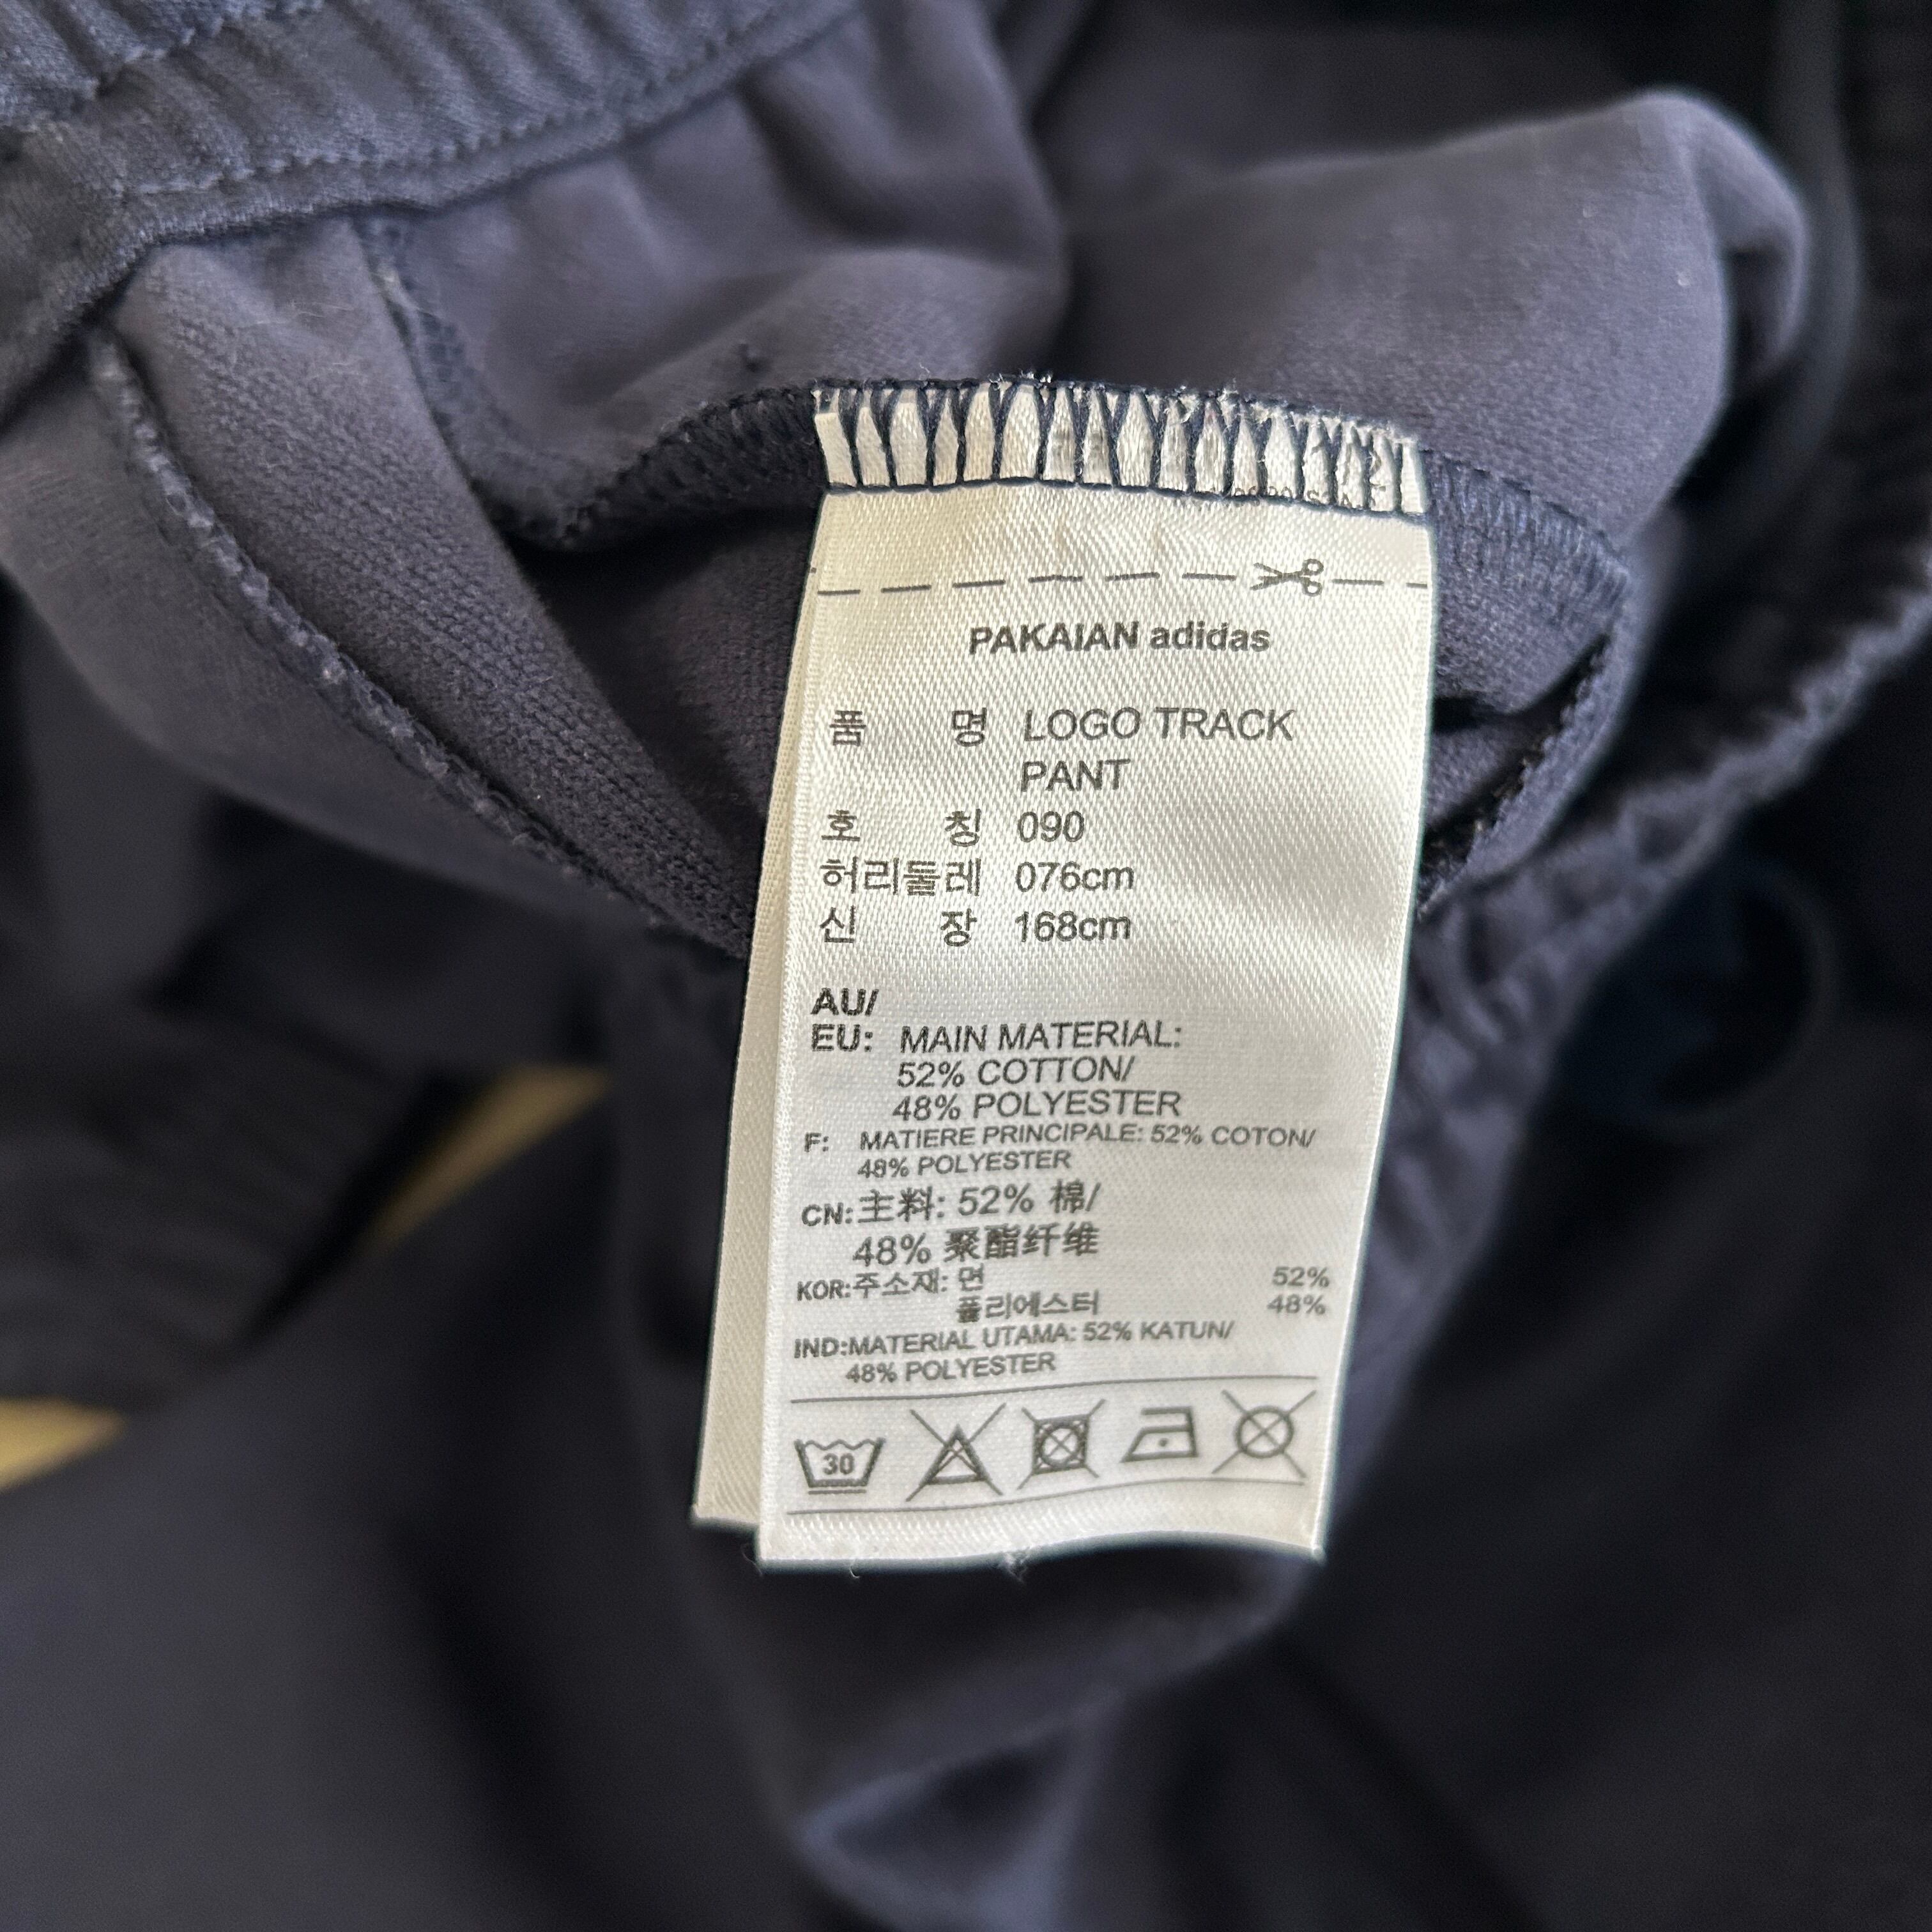 PAKAIAN adidas
품 명 LOGO TRACK
PANT
호 칭 090
허리둘레 076cm
신 장 168cm
AU/
EU: MAIN MATERIAL:
52% COTTON/
48% POLYESTER
F: MATIERE PRINCIPALE: 52% COTON/
48% POLYESTER
CN:主料: 52% 棉/
48% 聚酯纤维
KOR:주소재: 면 52%
폴리에스터 48%
IND:MATERIAL UTAMA: 52% KATUN/
48% POLYESTER
30